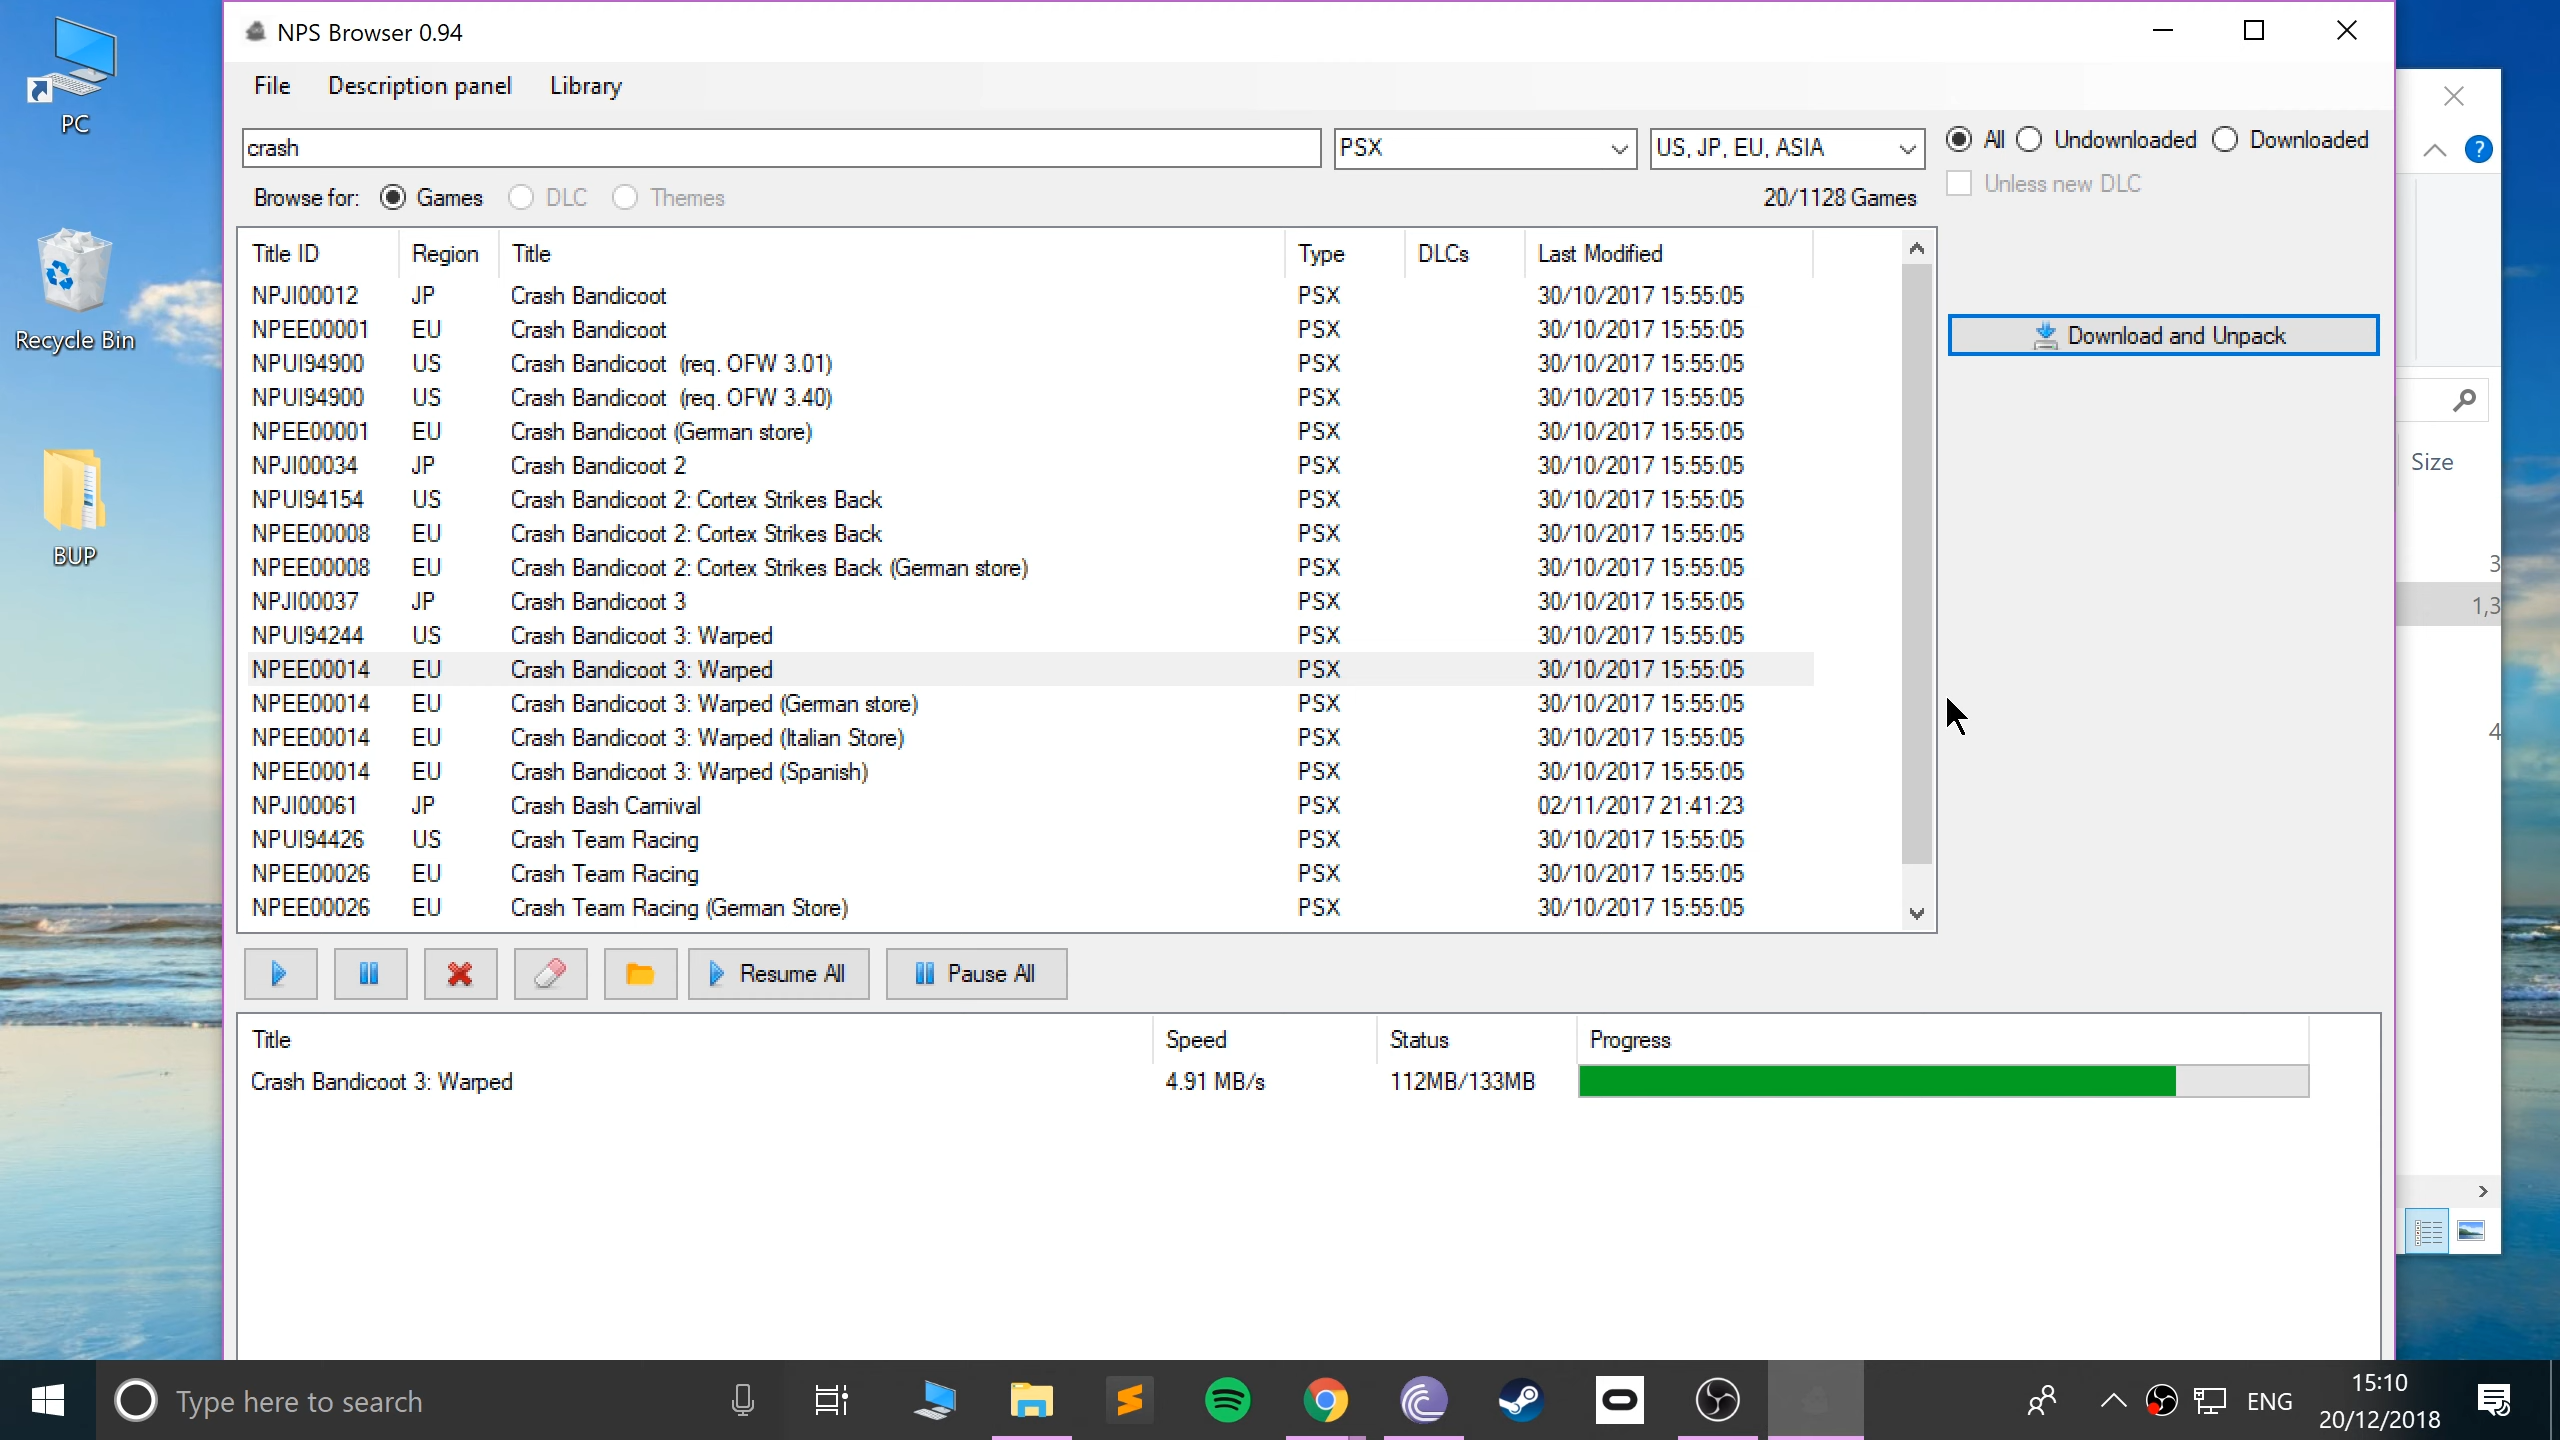 NPS Browser 0.94
File Description panel Library
crash PSX US, JP, EU, ASIA All Undownloaded Downloaded
Unless new DLC
Browse for: Games DLC Themes 20/1128 Games
Title ID Region Title Type DLCs Last Modified
NPJI00012 JP Crash Bandicoot PSX 30/10/2017 15:55:05
NPEE00001 EU Crash Bandicoot PSX 30/10/2017 15:55:05
Download and Unpack
NPUI94900 US Crash Bandicoot (req. OFW 3.01) PSX 30/10/2017 15:55:05
NPUI94900 US Crash Bandicoot (req. OFW 3.40) PSX 30/10/2017 15:55:05
NPEE00001 EU Crash Bandicoot (German store) PSX 30/10/2017 15:55:05
NPJI00034 JP Crash Bandicoot 2 PSX 30/10/2017 15:55:05
NPUI94154 US Crash Bandicoot 2: Cortex Strikes Back PSX 30/10/2017 15:55:05
NPEE00008 EU Crash Bandicoot 2: Cortex Strikes Back PSX 30/10/2017 15:55:05
NPEE00008 EU Crash Bandicoot 2: Cortex Strikes Back (German store) PSX 30/10/2017 15:55:05
NPJI00037 JP Crash Bandicoot 3 PSX 30/10/2017 15:55:05
NPUI94244 US Crash Bandicoot 3: Warped PSX 30/10/2017 15:55:05
NPEE00014 EU Crash Bandicoot 3: Warped PSX 30/10/2017 15:55:05
NPEE00014 EU Crash Bandicoot 3: Warped (German store) PSX 30/10/2017 15:55:05
NPEE00014 EU Crash Bandicoot 3: Warped (Italian Store) PSX 30/10/2017 15:55:05
NPEE00014 EU Crash Bandicoot 3: Warped (Spanish) PSX 30/10/2017 15:55:05
NPJI00061 JP Crash Bash Carnival PSX 02/11/2017 21:41:23
NPUI94426 US Crash Team Racing PSX 30/10/2017 15:55:05
NPEE00026 EU Crash Team Racing PSX 30/10/2017 15:55:05
NPEE00026 EU Crash Team Racing (German Store) PSX 30/10/2017 15:55:05
Resume All Pause All
Title Speed Status Progress
Crash Bandicoot 3: Warped 4.91 MB/s 112MB/133MB
PC
Recycle Bin
BUP
?
Size
3
1,3
4
Type here to search
ENG
15:10
20/12/2018